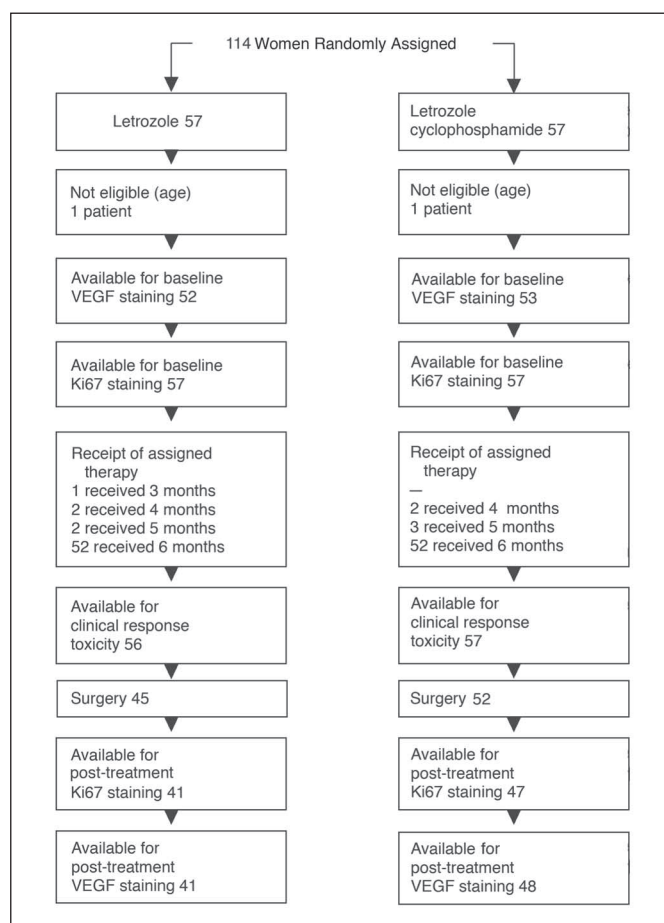 114 Women Randomly Assigned
Letrozole 57
Not eligible (age)
1 patient
Available for baseline
VEGF staining 52
Available for baseline
Ki67 staining 57
Receipt of assigned
therapy
1 received 3 months
2 received 4 months
2 received 5 months
52 received 6 months
Available for
clinical response
toxicity 56
Surgery 45
Available for
post-treatment
Ki67 staining 41
Available for
post-treatment
VEGF staining 41
Letrozole
cyclophosphamide 57
Not eligible (age)
1 patient
Available for baseline
VEGF staining 53
Available for baseline
Ki67 staining 57
Receipt of assigned
therapy
—
2 received 4 months
3 received 5 months
52 received 6 months
Available for
clinical response
toxicity 57
Surgery 52
Available for
post-treatment
Ki67 staining 47
Available for
post-treatment
VEGF staining 48